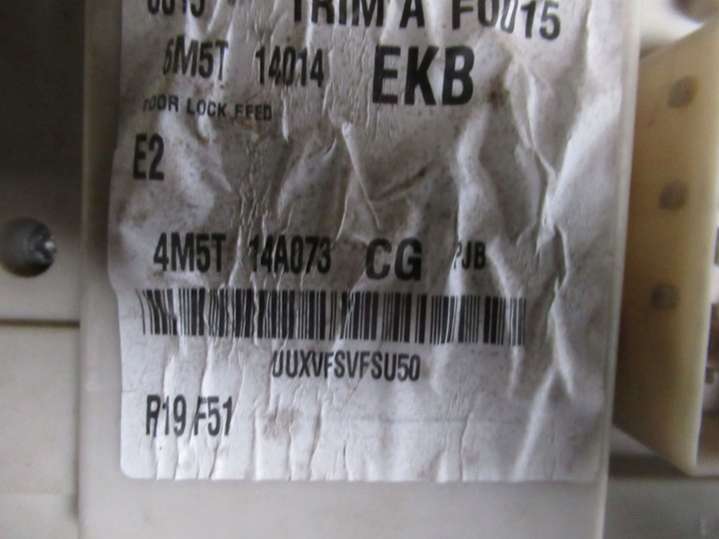 TRIM A F0015
6M5T 14014 EKB
DOOR LOCK FEED
E2
4M5T 14A073 CG PJB
UUXVFSVFSU50
R19 F51